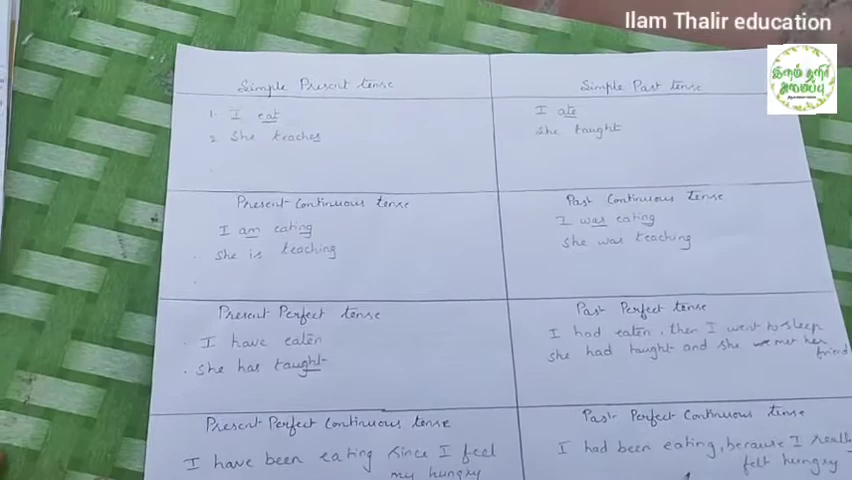 Ilam Thalir education
இளம் தளிர்
அமைப்பு
Simple Present tense
1. I eat
2. She teaches
Simple Past tense
I ate
She taught
Present Continuous tense
I am eating
She is teaching
Past Continuous tense
I was eating
She was teaching
Present Perfect tense
I have eaten
She has taught
Past Perfect tense
I had eaten, then I went to sleep
She had taught and she met her
friend
Present Perfect Continuous tense
I have been eating since I feel
my hungry
Past Perfect Continuous tense
I had been eating, because I really
felt hungry